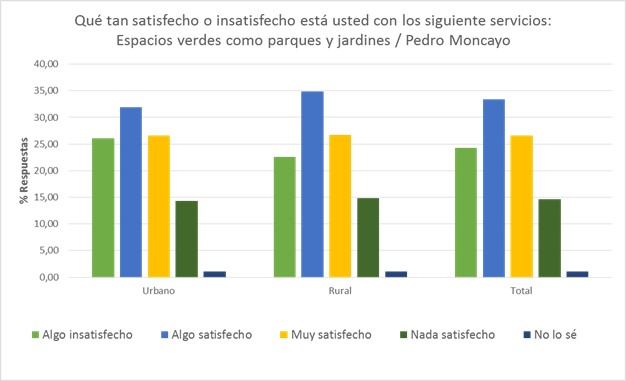 Qué tan satisfecho o insatisfecho está usted con los siguiente servicios:
Espacios verdes como parques y jardines / Pedro Moncayo
% Respuestas
40,00
35,00
30,00
25,00
20,00
15,00
10,00
5,00
0,00
Urbano Rural Total
Algo insatisfecho Algo satisfecho Muy satisfecho Nada satisfecho No lo sé